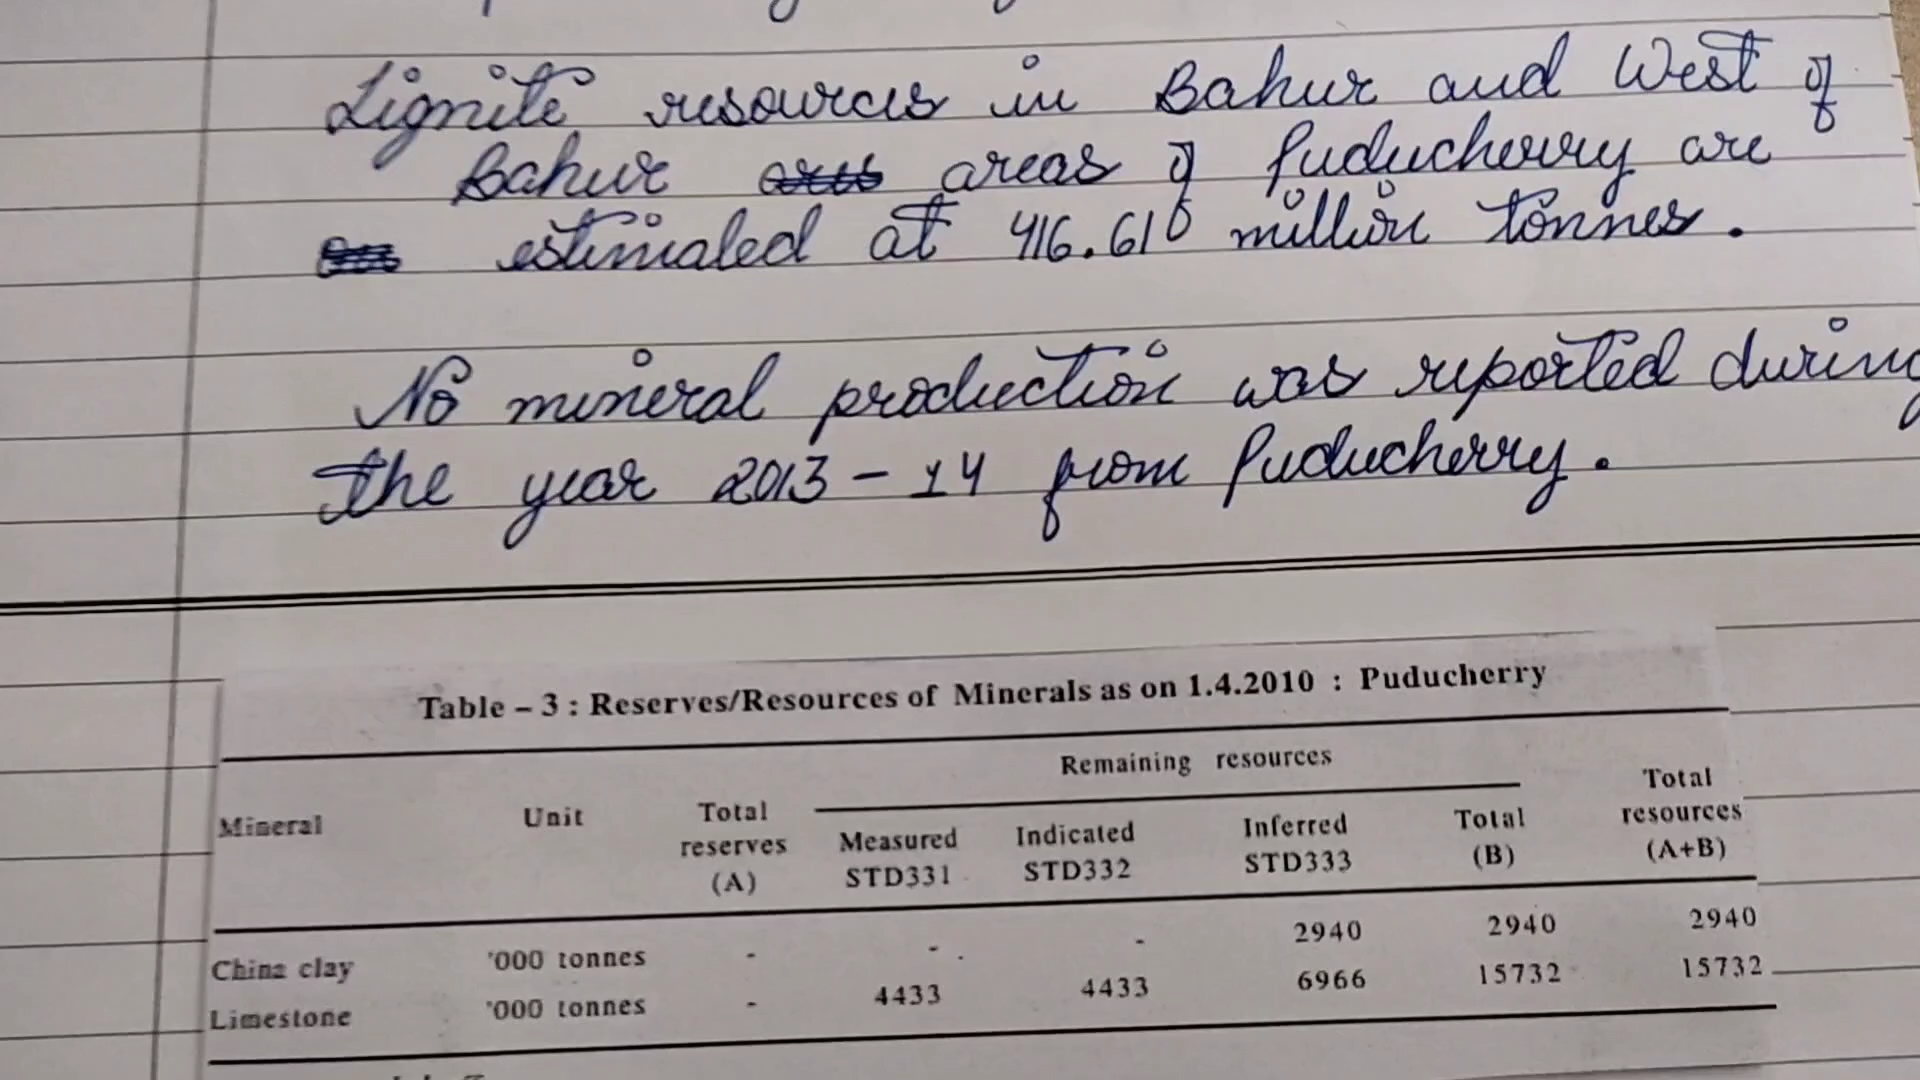 Lignite resources in Bahur and West of
Bahur areas of Puducherry are
estimated at 416.610 million tonnes.
No mineral production was reported during
the year 2013-14 from Puducherry.
Table - 3 : Reserves/Resources of Minerals as on 1.4.2010 : Puducherry
Remaining resources
Mineral Unit Total reserves (A) Measured STD331 Indicated STD332 Inferred STD333 Total (B) Total resources (A+B)
China clay '000 tonnes - - - 2940 2940 2940
Limestone '000 tonnes - 4433 4433 6966 15732 15732